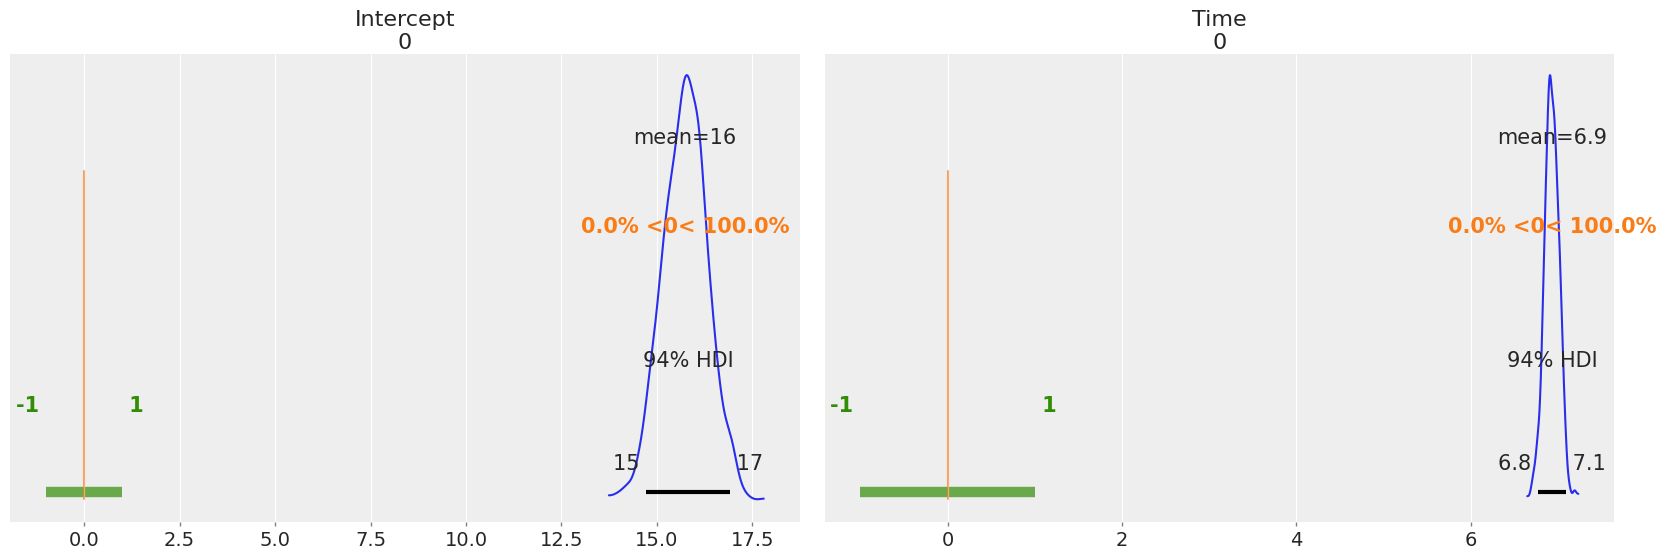 Intercept
0
mean=16
0.0% <0< 100.0%
94% HDI
-1 1
15 17
0.0 2.5 5.0 7.5 10.0 12.5 15.0 17.5
Time
0
mean=6.9
0.0% <0< 100.0%
94% HDI
-1 1
6.8 7.1
0 2 4 6